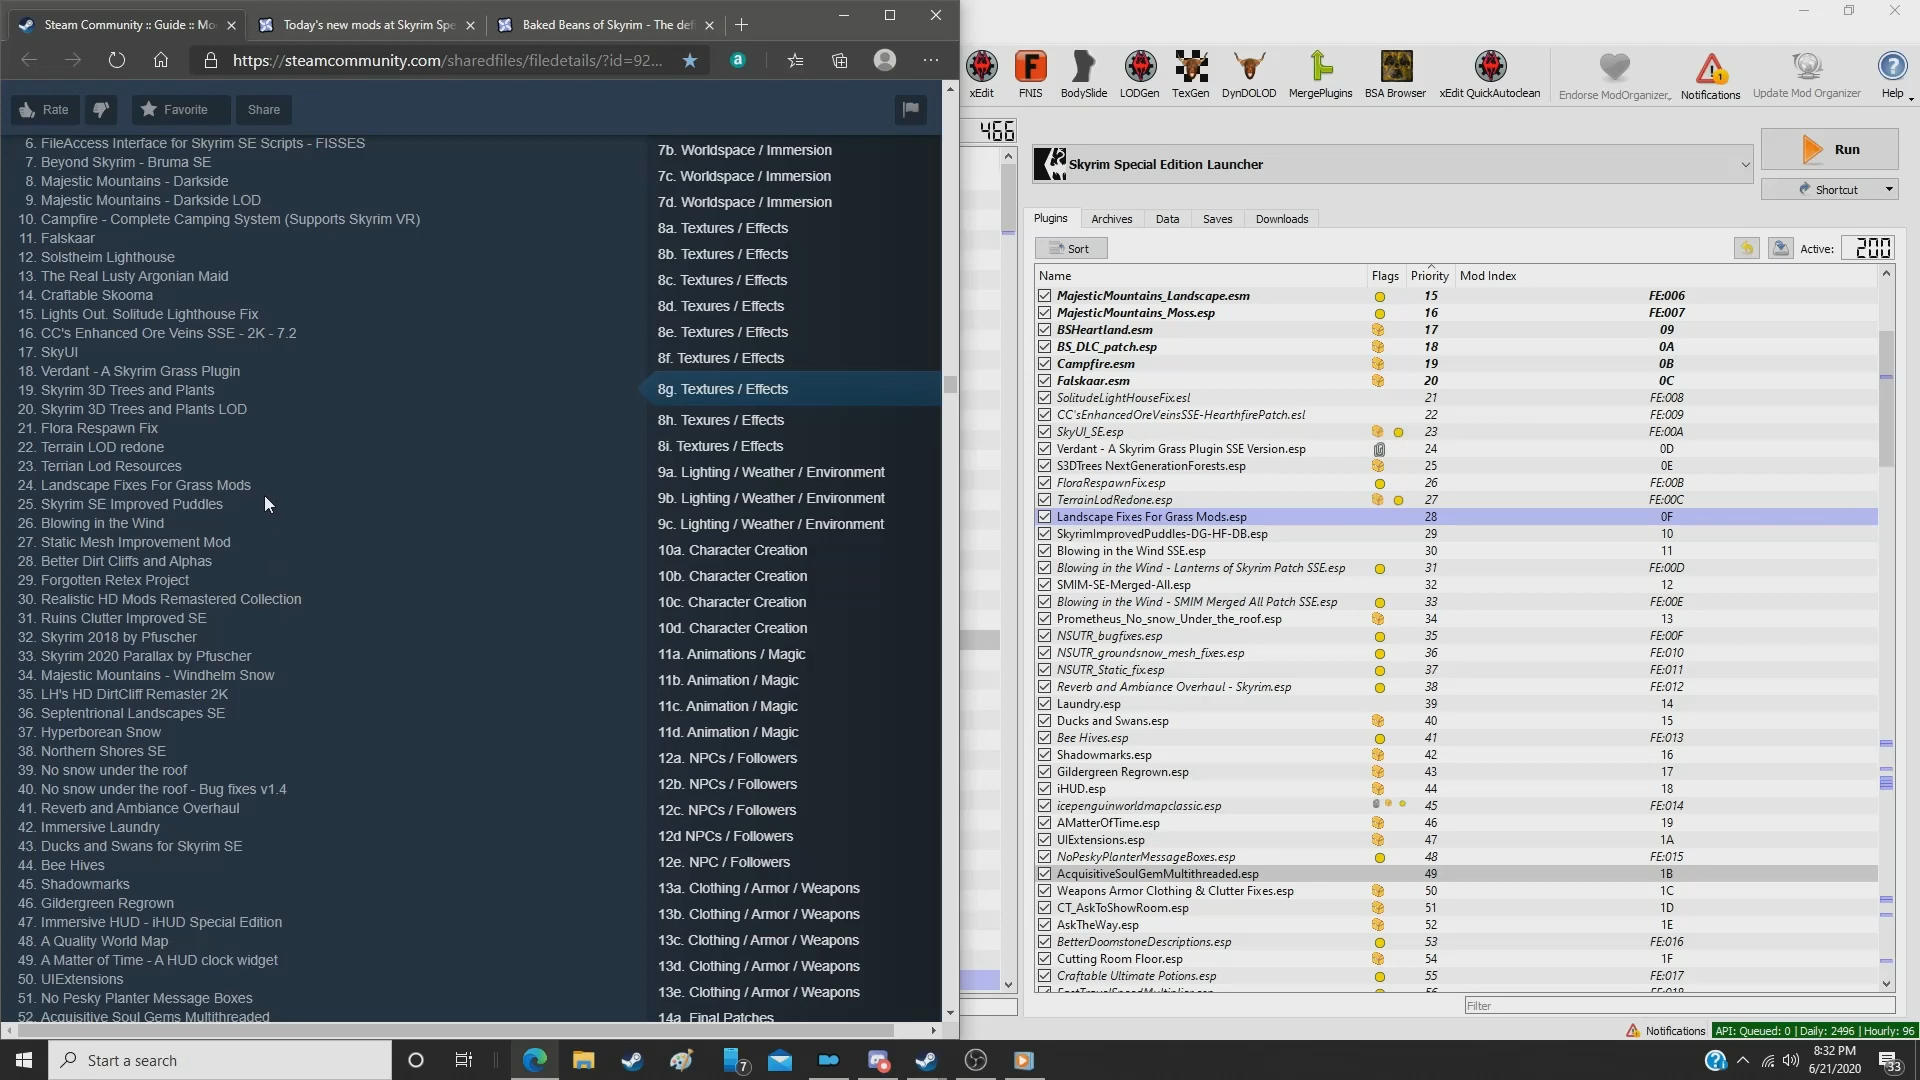 Steam Community :: Guide :: Mo
Today's new mods at Skyrim Spe
Baked Beans of Skyrim - The def
https://steamcommunity.com/sharedfiles/filedetails/?id=92...
Rate
Favorite
Share
6. FileAccess Interface for Skyrim SE Scripts - FISSES
7. Beyond Skyrim - Bruma SE
8. Majestic Mountains - Darkside
9. Majestic Mountains - Darkside LOD
10. Campfire - Complete Camping System (Supports Skyrim VR)
11. Falskaar
12. Solstheim Lighthouse
13. The Real Lusty Argonian Maid
14. Craftable Skooma
15. Lights Out. Solitude Lighthouse Fix
16. CC's Enhanced Ore Veins SSE - 2K - 7.2
17. SkyUI
18. Verdant - A Skyrim Grass Plugin
19. Skyrim 3D Trees and Plants
20. Skyrim 3D Trees and Plants LOD
21. Flora Respawn Fix
22. Terrain LOD redone
23. Terrian Lod Resources
24. Landscape Fixes For Grass Mods
25. Skyrim SE Improved Puddles
26. Blowing in the Wind
27. Static Mesh Improvement Mod
28. Better Dirt Cliffs and Alphas
29. Forgotten Retex Project
30. Realistic HD Mods Remastered Collection
31. Ruins Clutter Improved SE
32. Skyrim 2018 by Pfuscher
33. Skyrim 2020 Parallax by Pfuscher
34. Majestic Mountains - Windhelm Snow
35. LH's HD DirtCliff Remaster 2K
36. Septentrional Landscapes SE
37. Hyperborean Snow
38. Northern Shores SE
39. No snow under the roof
40. No snow under the roof - Bug fixes v1.4
41. Reverb and Ambiance Overhaul
42. Immersive Laundry
43. Ducks and Swans for Skyrim SE
44. Bee Hives
45. Shadowmarks
46. Gildergreen Regrown
47. Immersive HUD - iHUD Special Edition
48. A Quality World Map
49. A Matter of Time - A HUD clock widget
50. UIExtensions
51. No Pesky Planter Message Boxes
52. Acquisitive Soul Gems Multithreaded
7b. Worldspace / Immersion
7c. Worldspace / Immersion
7d. Worldspace / Immersion
8a. Textures / Effects
8b. Textures / Effects
8c. Textures / Effects
8d. Texures / Effects
8e. Textures / Effects
8f. Textures / Effects
8g. Textures / Effects
8h. Texures / Effects
8i. Textures / Effects
9a. Lighting / Weather / Environment
9b. Lighting / Weather / Environment
9c. Lighting / Weather / Environment
10a. Character Creation
10b. Character Creation
10c. Character Creation
10d. Character Creation
11a. Animations / Magic
11b. Animation / Magic
11c. Animation / Magic
11d. Animation / Magic
12a. NPCs / Followers
12b. NPCs / Followers
12c. NPCs / Followers
12d NPCs / Followers
12e. NPC / Followers
13a. Clothing / Armor / Weapons
13b. Clothing / Armor / Weapons
13c. Clothing / Armor / Weapons
13d. Clothing / Armor / Weapons
13e. Clothing / Armor / Weapons
14a. Final Patches
xEdit FNIS BodySlide LODGen TexGen DynDOLOD MergePlugins BSA Browser xEdit QuickAutoclean Endorse ModOrganizer Notifications Update Mod Organizer Help
466
Skyrim Special Edition Launcher
Run
Shortcut
Plugins Archives Data Saves Downloads
Sort
Active: 200
Name Flags Priority Mod Index
MajesticMountains_Landscape.esm 15 FE:006
MajesticMountains_Moss.esp 16 FE:007
BSHeartland.esm 17 09
BS_DLC_patch.esp 18 0A
Campfire.esm 19 0B
Falskaar.esm 20 0C
SolitudeLightHouseFix.esl 21 FE:008
CC'sEnhancedOreVeinsSSE-HearthfirePatch.esl 22 FE:009
SkyUI_SE.esp 23 FE:00A
Verdant - A Skyrim Grass Plugin SSE Version.esp 24 0D
S3DTrees NextGenerationForests.esp 25 0E
FloraRespawnFix.esp 26 FE:00B
TerrainLodRedone.esp 27 FE:00C
Landscape Fixes For Grass Mods.esp 28 0F
SkyrimImprovedPuddles-DG-HF-DB.esp 29 10
Blowing in the Wind SSE.esp 30 11
Blowing in the Wind - Lanterns of Skyrim Patch SSE.esp 31 FE:00D
SMIM-SE-Merged-All.esp 32 12
Blowing in the Wind - SMIM Merged All Patch SSE.esp 33 FE:00E
Prometheus_No_snow_Under_the_roof.esp 34 13
NSUTR_bugfixes.esp 35 FE:00F
NSUTR_groundsnow_mesh_fixes.esp 36 FE:010
NSUTR_Static_fix.esp 37 FE:011
Reverb and Ambiance Overhaul - Skyrim.esp 38 FE:012
Laundry.esp 39 14
Ducks and Swans.esp 40 15
Bee Hives.esp 41 FE:013
Shadowmarks.esp 42 16
Gildergreen Regrown.esp 43 17
iHUD.esp 44 18
icepenguinworldmapclassic.esp 45 FE:014
AMatterOfTime.esp 46 19
UIExtensions.esp 47 1A
NoPeskyPlanterMessageBoxes.esp 48 FE:015
AcquisitiveSoulGemMultithreaded.esp 49 1B
Weapons Armor Clothing & Clutter Fixes.esp 50 1C
CT_AskToShowRoom.esp 51 1D
AskTheWay.esp 52 1E
BetterDoomstoneDescriptions.esp 53 FE:016
Cutting Room Floor.esp 54 1F
Craftable Ultimate Potions.esp 55 FE:017
Filter
Notifications
API: Queued: 0 | Daily: 2496 | Hourly: 96
Start a search
7
8:32 PM
6/21/2020
33